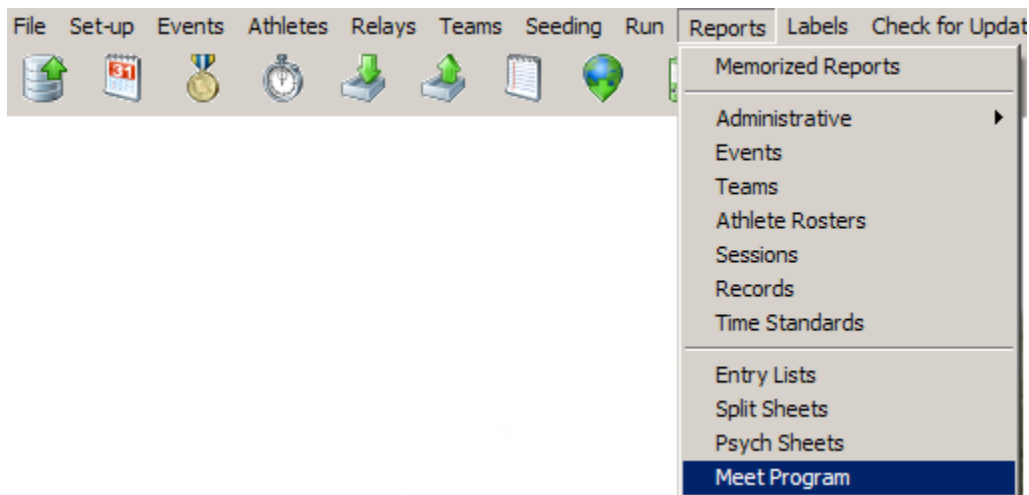 File Set-up Events Athletes Relays Teams Seeding Run Reports Labels Check for Updat
31
Memorized Reports
Administrative
Events
Teams
Athlete Rosters
Sessions
Records
Time Standards
Entry Lists
Split Sheets
Psych Sheets
Meet Program